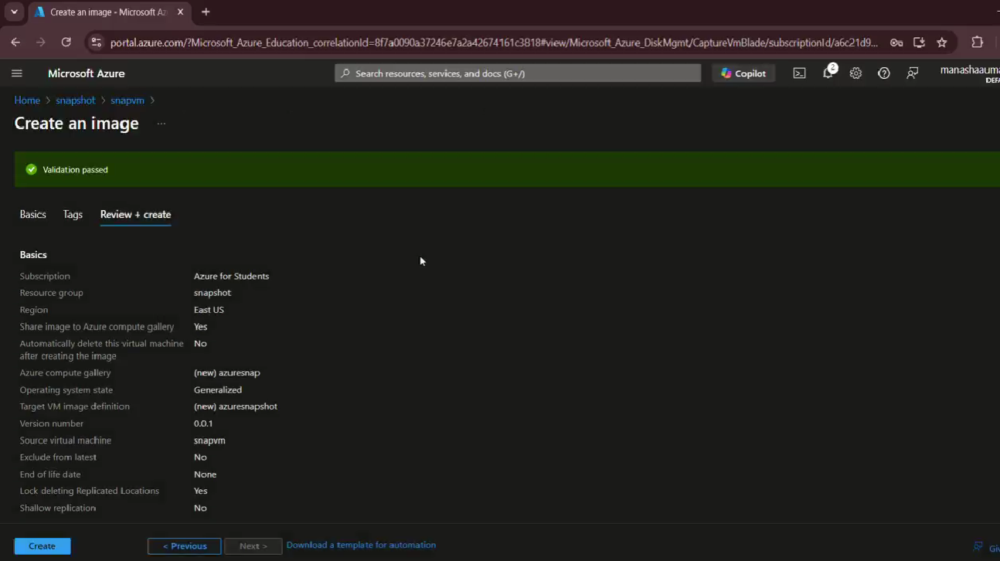 Create an image - Microsoft Az
portal.azure.com/?Microsoft_Azure_Education_correlationId=8f7a0090a37246e7a2a42674161c3818#view/Microsoft_Azure_DiskMgmt/CaptureVmBlade/subscriptionId/a6c21d9...
Microsoft Azure
Search resources, services, and docs (G+/)
Copilot
2
manashaauma
(DEFA
Home > snapshot > snapvm >
Create an image ...
Validation passed
Basics Tags Review + create
Basics
Subscription Azure for Students
Resource group snapshot
Region East US
Share image to Azure compute gallery Yes
Automatically delete this virtual machine No
after creating the image
Azure compute gallery (new) azuresnap
Operating system state Generalized
Target VM image definition (new) azuresnapshot
Version number 0.0.1
Source virtual machine snapvm
Exclude from latest No
End of life date None
Lock deleting Replicated Locations Yes
Shallow replication No
Create < Previous Next > Download a template for automation Giv